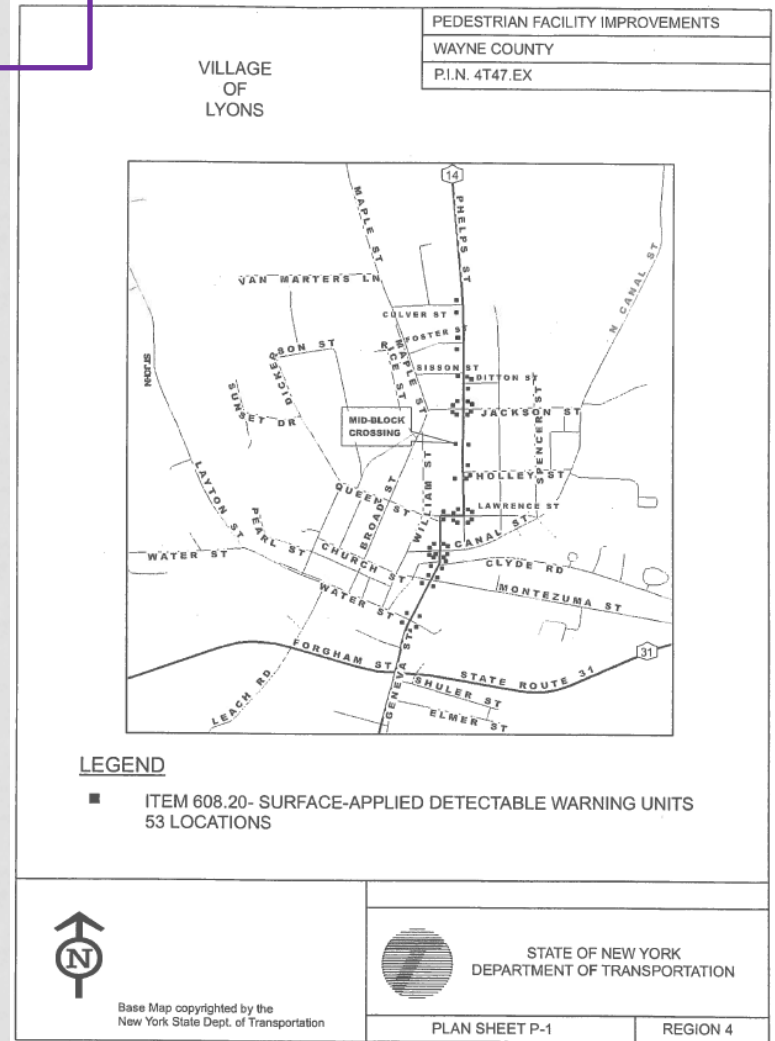 PEDESTRIAN FACILITY IMPROVEMENTS
WAYNE COUNTY
P.I.N. 4T47.EX
VILLAGE
OF
LYONS
14
MAPLE ST
PHELPS ST
N CANAL ST
VAN MARTERS LN
CULVER ST
FOSTER ST
DICKERSON ST
RICE ST
MAPLE ST
SISSON ST
DITTON ST
SUNSET DR
JACKSON ST
SPENCER ST
MID-BLOCK
CROSSING
HOLLEY ST
LAYTON ST
QUEEN ST
BROAD ST
WILLIAM ST
LAWRENCE ST
PEARL ST
CANAL ST
WATER ST
CHURCH ST
CLYDE RD
WATER ST
MONTEZUMA ST
FORGHAM ST
STATE ROUTE 31
31
LEACH RD
GENEVA ST
SHULER ST
ELMER ST
LEGEND
ITEM 608.20- SURFACE-APPLIED DETECTABLE WARNING UNITS
53 LOCATIONS
N
Base Map copyrighted by the
New York State Dept. of Transportation
STATE OF NEW YORK
DEPARTMENT OF TRANSPORTATION
PLAN SHEET P-1
REGION 4